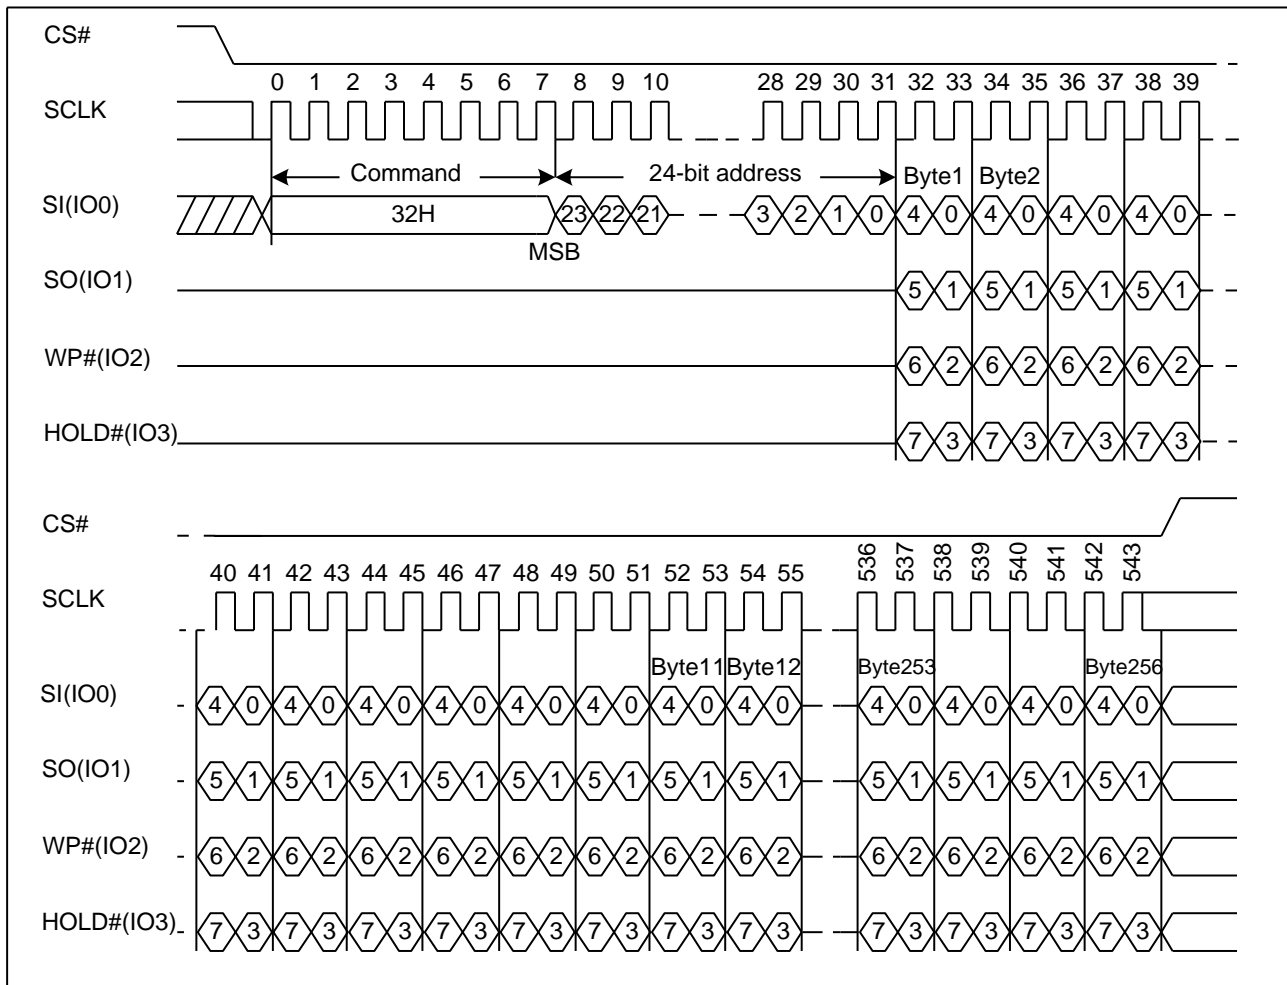 CS#
0 1 2 3 4 5 6 7 8 9 10 28 29 30 31 32 33 34 35 36 37 38 39
SCLK
Command 24-bit address Byte1 Byte2
SI(IO0) 32H 23 22 21 3 2 1 0 4 0 4 0 4 0 4 0
MSB
SO(IO1) 5 1 5 1 5 1 5 1
WP#(IO2) 6 2 6 2 6 2 6 2
HOLD#(IO3) 7 3 7 3 7 3 7 3
CS#
40 41 42 43 44 45 46 47 48 49 50 51 52 53 54 55 536 537 538 539 540 541 542 543
SCLK
Byte11 Byte12 Byte253 Byte256
SI(IO0) 4 0 4 0 4 0 4 0 4 0 4 0 4 0 4 0 4 0 4 0 4 0 4 0
SO(IO1) 5 1 5 1 5 1 5 1 5 1 5 1 5 1 5 1 5 1 5 1 5 1 5 1
WP#(IO2) 6 2 6 2 6 2 6 2 6 2 6 2 6 2 6 2 6 2 6 2 6 2 6 2
HOLD#(IO3) 7 3 7 3 7 3 7 3 7 3 7 3 7 3 7 3 7 3 7 3 7 3 7 3